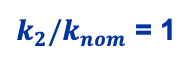 k₂/kₙₒₘ = 1